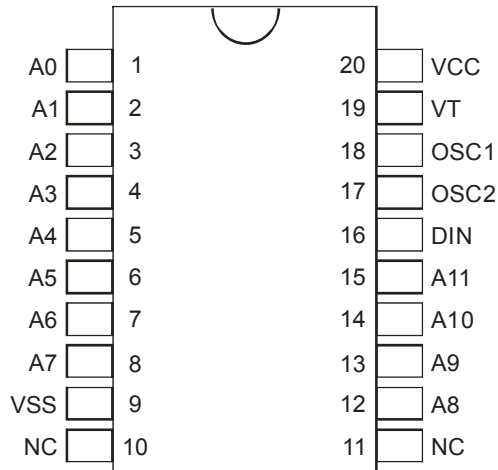 A0 1 20 VCC
A1 2 19 VT
A2 3 18 OSC1
A3 4 17 OSC2
A4 5 16 DIN
A5 6 15 A11
A6 7 14 A10
A7 8 13 A9
VSS 9 12 A8
NC 10 11 NC